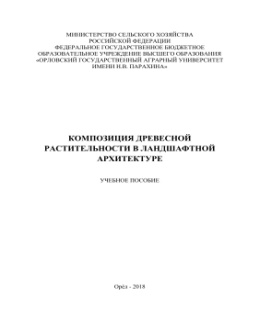 МИНИСТЕРСТВО СЕЛЬСКОГО ХОЗЯЙСТВА
РОССИЙСКОЙ ФЕДЕРАЦИИ
ФЕДЕРАЛЬНОЕ ГОСУДАРСТВЕННОЕ БЮДЖЕТНОЕ
ОБРАЗОВАТЕЛЬНОЕ УЧРЕЖДЕНИЕ ВЫСШЕГО ОБРАЗОВАНИЯ
«ОРЛОВСКИЙ ГОСУДАРСТВЕННЫЙ АГРАРНЫЙ УНИВЕРСИТЕТ
ИМЕНИ Н.В. ПАРАХИНА»
КОМПОЗИЦИЯ ДРЕВЕСНОЙ
РАСТИТЕЛЬНОСТИ В ЛАНДШАФТНОЙ
АРХИТЕКТУРЕ
УЧЕБНОЕ ПОСОБИЕ
Орёл - 2018